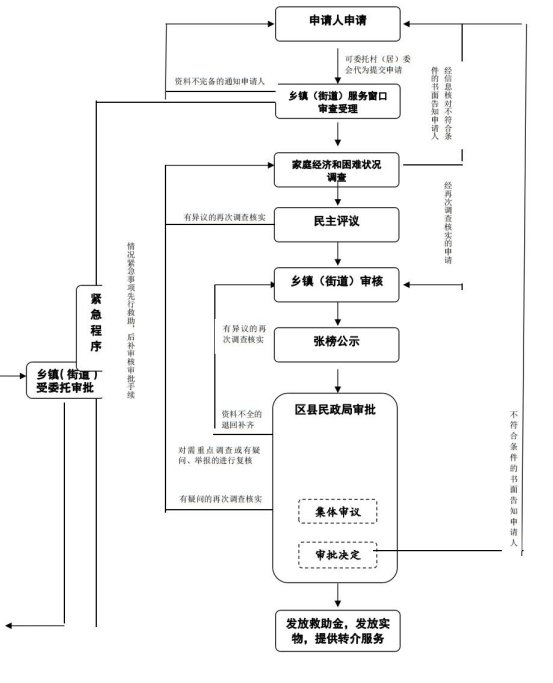 申请人申请
可委托村（居）委
会代为提交申请
资料不完备的通知申请人
乡镇（街道）服务窗口
审查受理
经信息核对不符合条
件的书面告知申请人
家庭经济和困难状况
调查
有异议的再次调查核实
民主评议
经再次调查核实的申请
情况紧急事项先行救助，后补审核审批手续
乡镇（街道）审核
紧急程序
有异议的再
次调查核实
张榜公示
乡镇（街道）
受委托审批
区县民政局审批
资料不全的
退回补齐
对需重点调查或有疑
问、举报的进行复核
有疑问的再次调查核实
集体审议
审批决定
不符合条件的书面告知申请人
发放救助金，发放实
物，提供转介服务